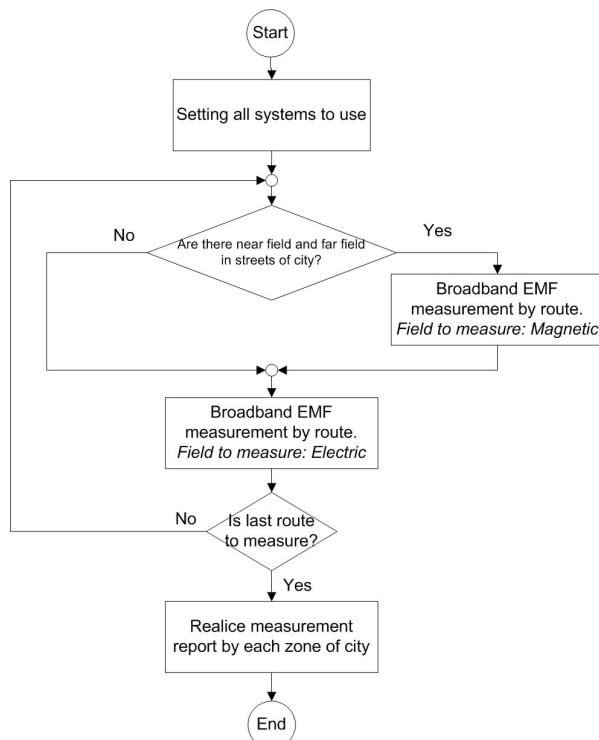 Start
Setting all systems to use
No
Are there near field and far field
in streets of city?
Yes
Broadband EMF
measurement by route.
Field to measure: Magnetic
Broadband EMF
measurement by route.
Field to measure: Electric
No
Is last route
to measure?
Yes
Realice measurement
report by each zone of city
End